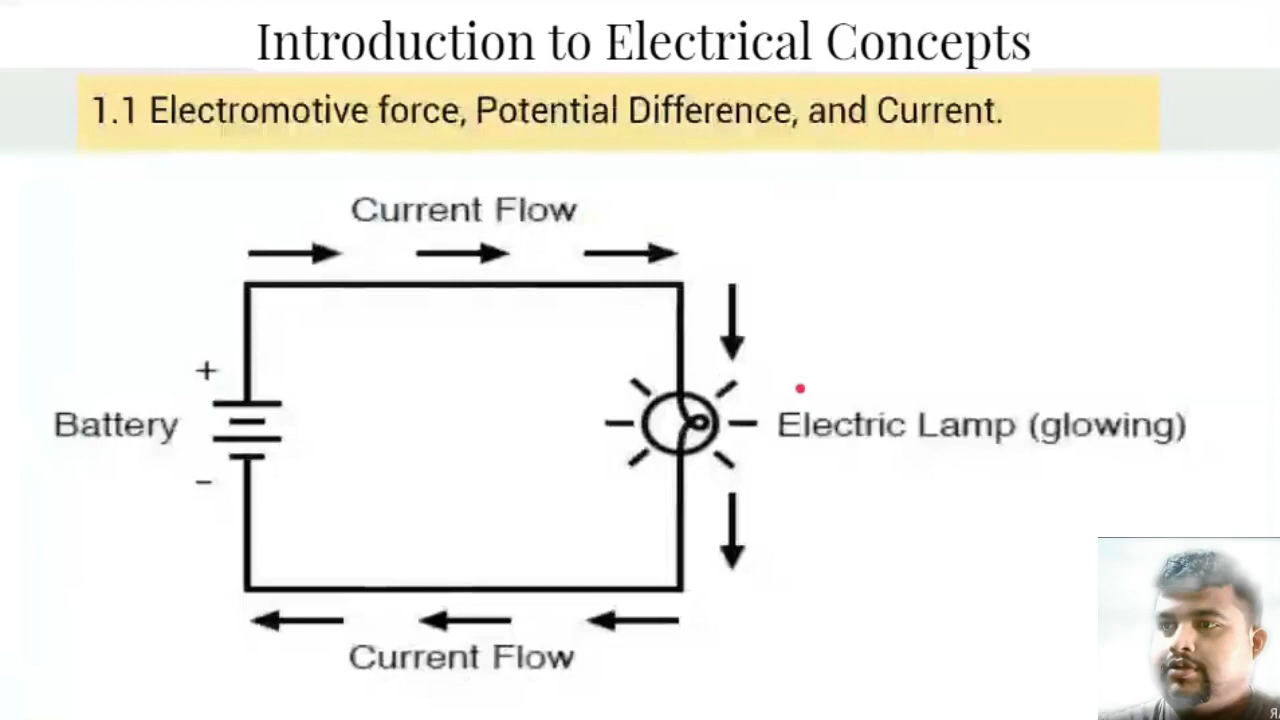 Introduction to Electrical Concepts
1.1 Electromotive force, Potential Difference, and Current.
Current Flow
+
Battery
Electric Lamp (glowing)
−
Current Flow